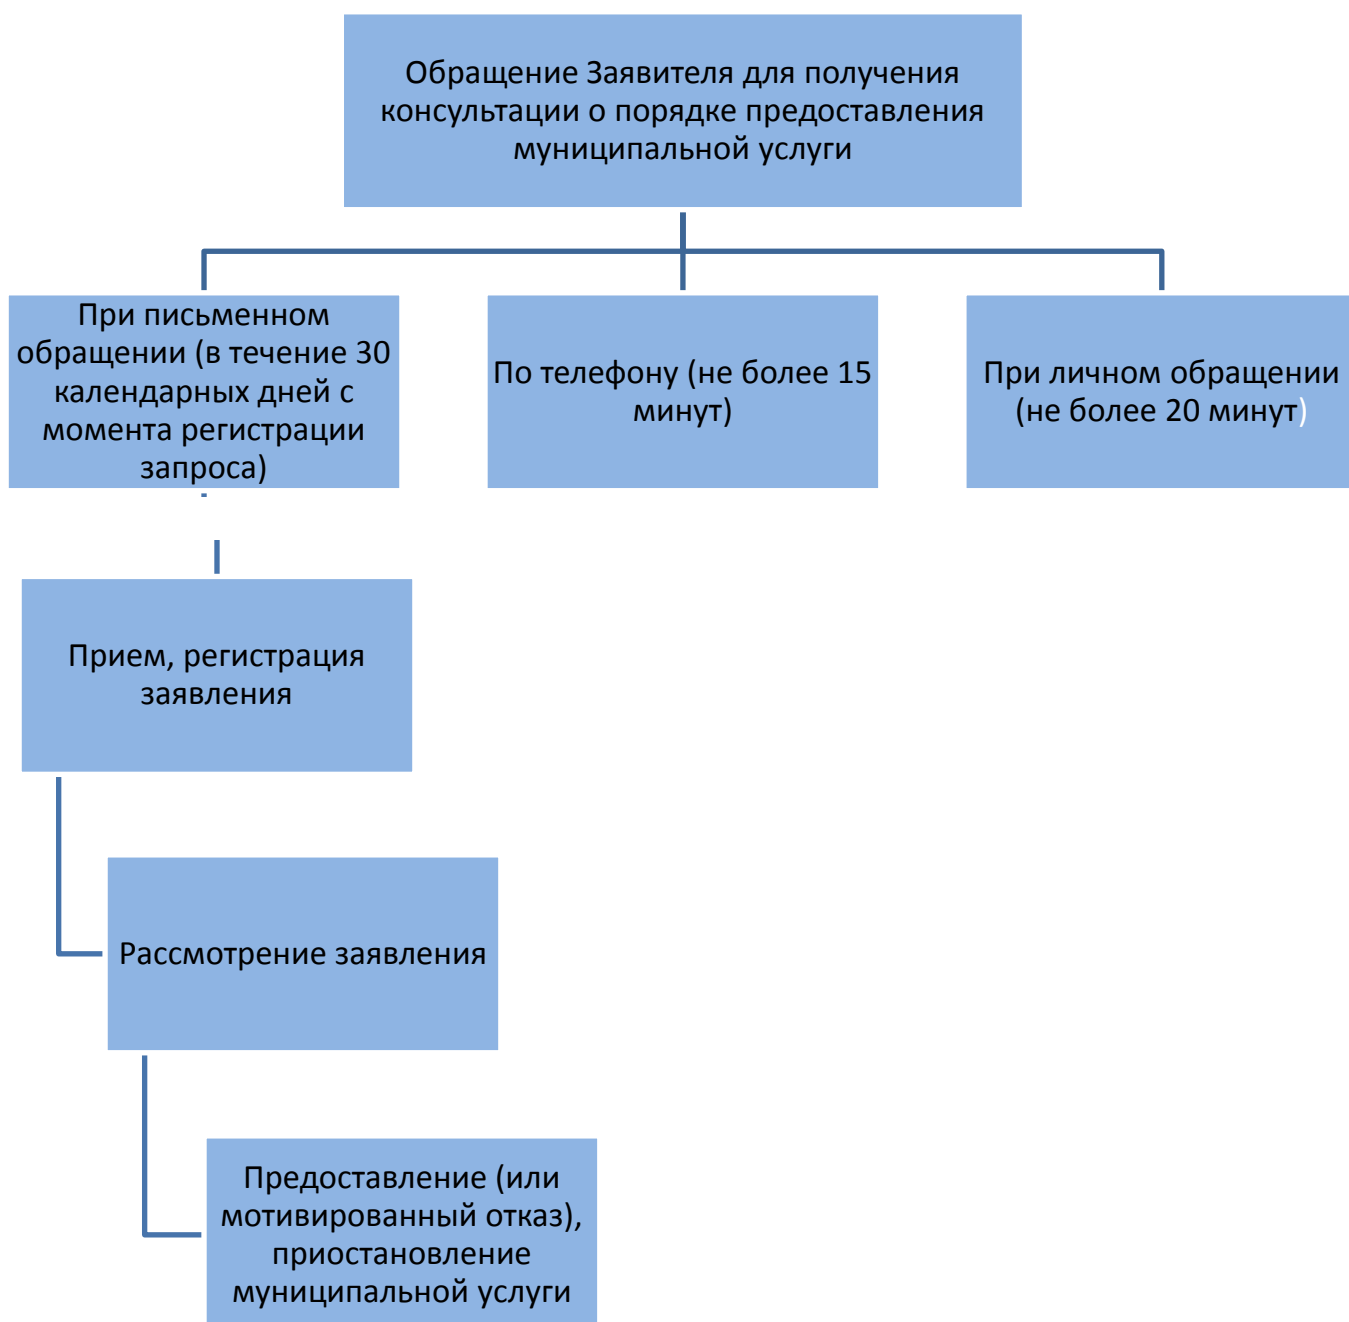 Обращение Заявителя для получения
консультации о порядке предоставления
муниципальной услуги
При письменном
обращении (в течение 30
календарных дней с
момента регистрации
запроса)
По телефону (не более 15
минут)
При личном обращении
(не более 20 минут)
Прием, регистрация
заявления
Рассмотрение заявления
Предоставление (или
мотивированный отказ),
приостановление
муниципальной услуги